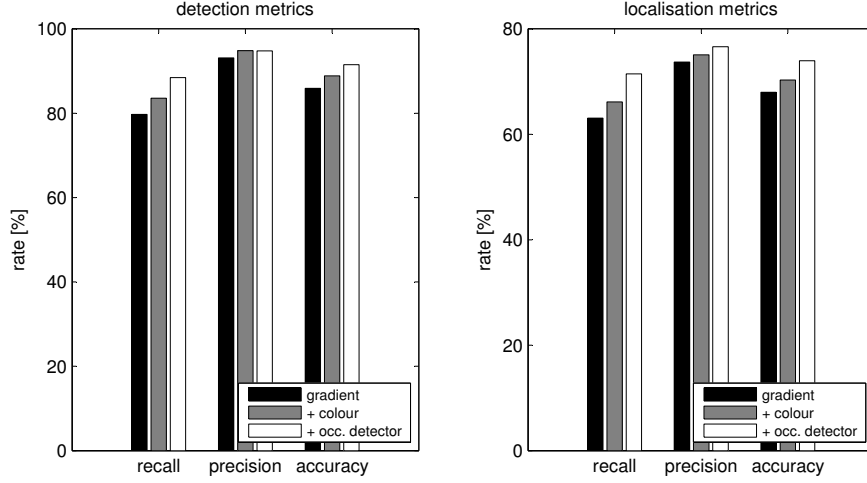 detection metrics
100
80
60
40
20
0
rate [%]
recall precision accuracy
gradient
+ colour
+ occ. detector
localisation metrics
80
60
40
20
0
rate [%]
recall precision accuracy
gradient
+ colour
+ occ. detector